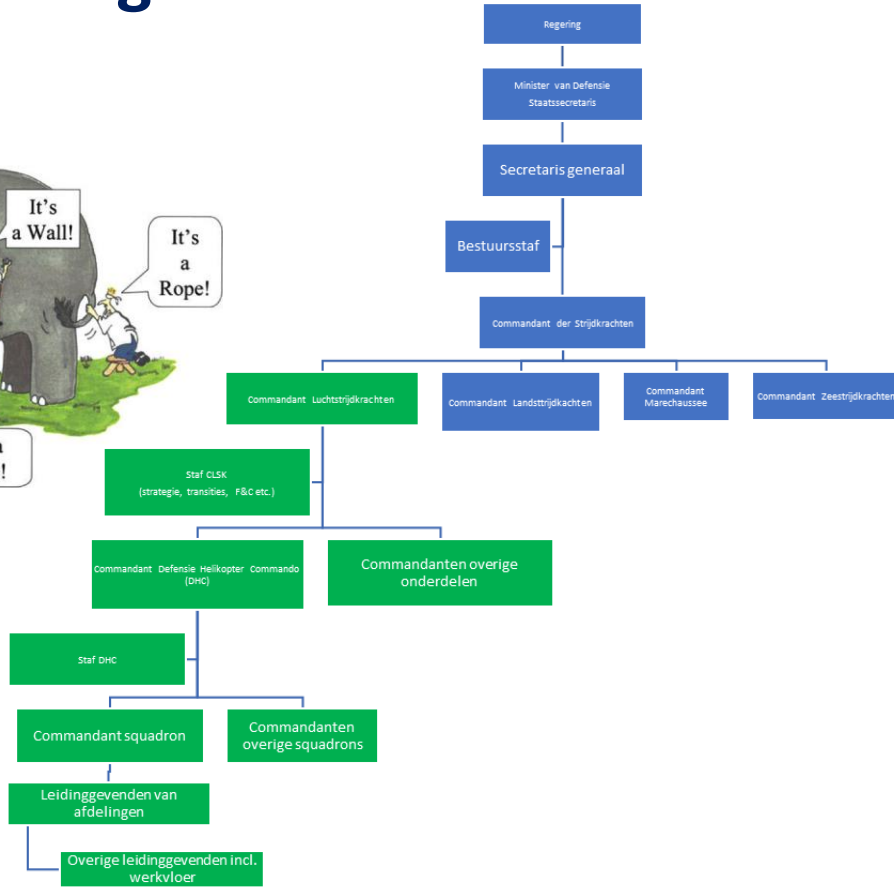 g
Regering
Minister van Defensie
Staatssecretaris
Secretaris generaal
Bestuursstaf
Commandant der Strijdkrachten
Commandant Luchtstrijdkrachten
Commandant Landsttrijdkachten
Commandant
Marechaussee
Commandant Zeestrijdkrachten
Staf CLSK
(strategie, transities, F&C etc.)
Commandant Defensie Helikopter Commando
(DHC)
Commandanten overige
onderdelen
Staf DHC
Commandant squadron
Commandanten
overige squadrons
Leidinggevenden van
afdelingen
Overige leidinggevenden incl.
werkvloer
It's
a Wall!
It's
a
Rope!
!